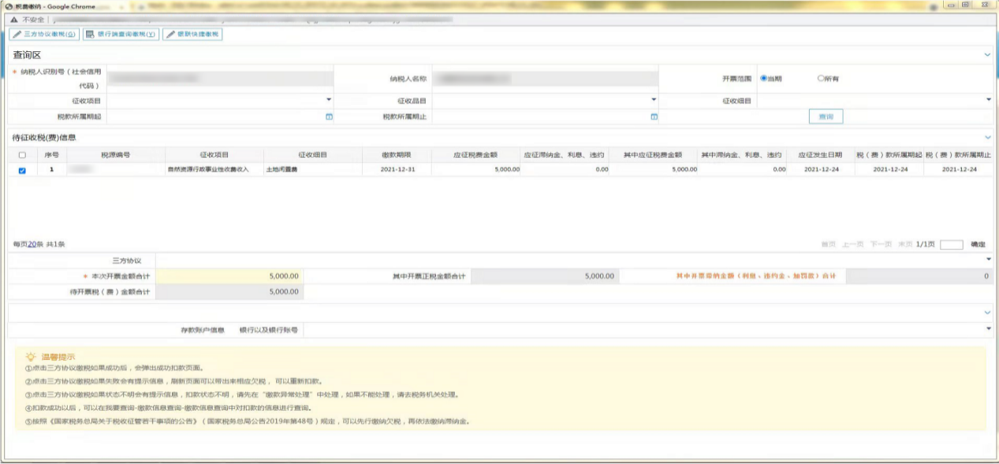 税费缴纳 - Google Chrome
不安全
三方协议缴税(G) 银行端查询缴税(Y) 银联快捷缴税
查询区
* 纳税人识别号（社会信用代码） 纳税人名称 开票范围 当期 所有
征收项目 征收品目 征收细目
税款所属期起 税款所属期止 查询
待征收税(费)信息
序号 税源编号 征收项目 征收细目 缴款期限 应征税费金额 应征滞纳金、利息、违约 其中应征税费金额 其中滞纳金、利息、违约 应征发生日期 税（费）款所属期起 税（费）款所属期止
1 自然资源行政事业性收费收入 土地闲置费 2021-12-31 5,000.00 0.00 5,000.00 0.00 2021-12-24 2021-12-24 2021-12-24
每页20条 共1条 首页 上一页 下一页 末页 1/1页 确定
三方协议
* 本次开票金额合计 5,000.00 其中开票正税金额合计 5,000.00 其中开票滞纳金额（利息、违约金、加罚款）合计 0
待开票税（费）金额合计 5,000.00
存款账户信息 银行以及银行账号
温馨提示
①点击三方协议缴税如果成功后，会弹出成功扣款页面。
②点击三方协议缴税如果失败会有提示信息，刷新页面可以带出来相应欠税，可以重新扣款。
③点击三方协议缴税如果状态不明会有提示信息，扣款状态不明，请先在“缴款异常处理”中处理，如果不能处理，请去税务机关处理。
④扣款成功以后，可以在我要查询-缴款信息查询-缴款信息查询中对扣款的信息进行查询。
⑤按照《国家税务总局关于税收征管若干事项的公告》（国家税务总局公告2019年第48号）规定，可以先行缴纳欠税，再依法缴纳滞纳金。